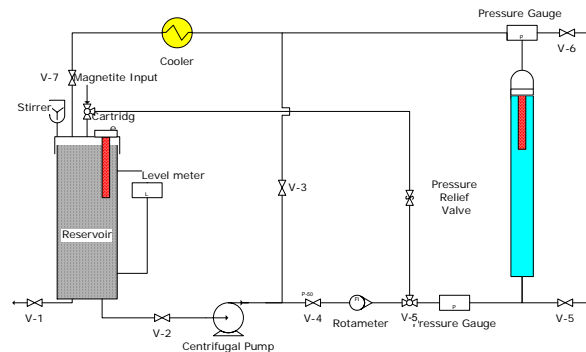 Pressure Gauge
P
V-6
Cooler
V-7
Magnetite Input
Stirrer
Cartridg
Level meter
L
V-3
Pressure
Relief
Valve
Reservoir
P-50
FI
P
V-1
V-2
V-4
Rotameter
V-5
Pressure Gauge
V-5
Centrifugal Pump